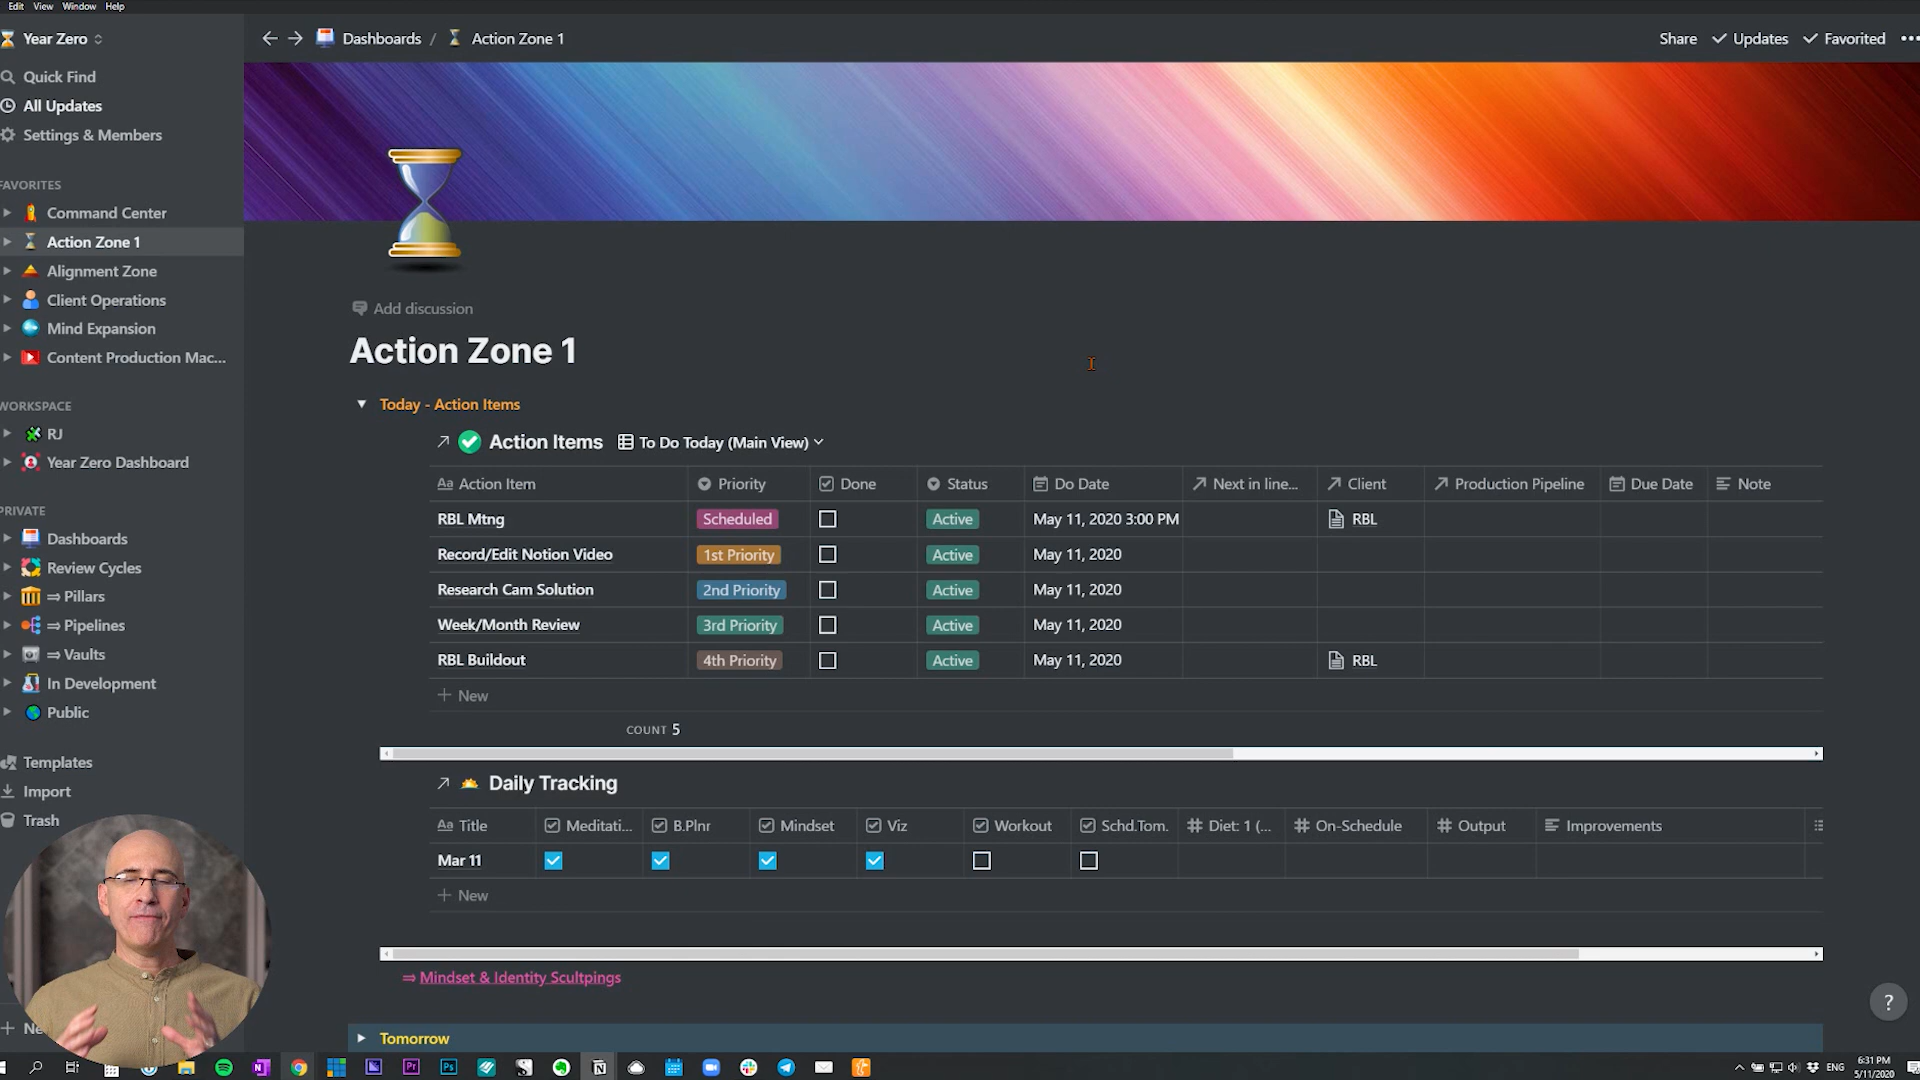 Edit View Window Help
Year Zero
Dashboards / Action Zone 1
Share Updates Favorited
Quick Find
All Updates
Settings & Members
FAVORITES
Command Center
Action Zone 1
Alignment Zone
Client Operations
Mind Expansion
Content Production Mac...
WORKSPACE
RJ
Year Zero Dashboard
PRIVATE
Dashboards
Review Cycles
⇒ Pillars
⇒ Pipelines
⇒ Vaults
In Development
Public
Templates
Import
Trash
Add discussion
Action Zone 1
Today - Action Items
Action Items To Do Today (Main View)
Aa Action Item Priority Done Status Do Date Next in line... Client Production Pipeline Due Date Note
RBL Mtng Scheduled Active May 11, 2020 3:00 PM RBL
Record/Edit Notion Video 1st Priority Active May 11, 2020
Research Cam Solution 2nd Priority Active May 11, 2020
Week/Month Review 3rd Priority Active May 11, 2020
RBL Buildout 4th Priority Active May 11, 2020 RBL
+ New
COUNT 5
Daily Tracking
Aa Title Meditati... B.Plnr Mindset Viz Workout Schd.Tom. # Diet: 1 (... # On-Schedule # Output Improvements
Mar 11
+ New
⇒ Mindset & Identity Scultpings
Tomorrow
?
Pr Ps
ENG
6:31 PM
5/11/2020